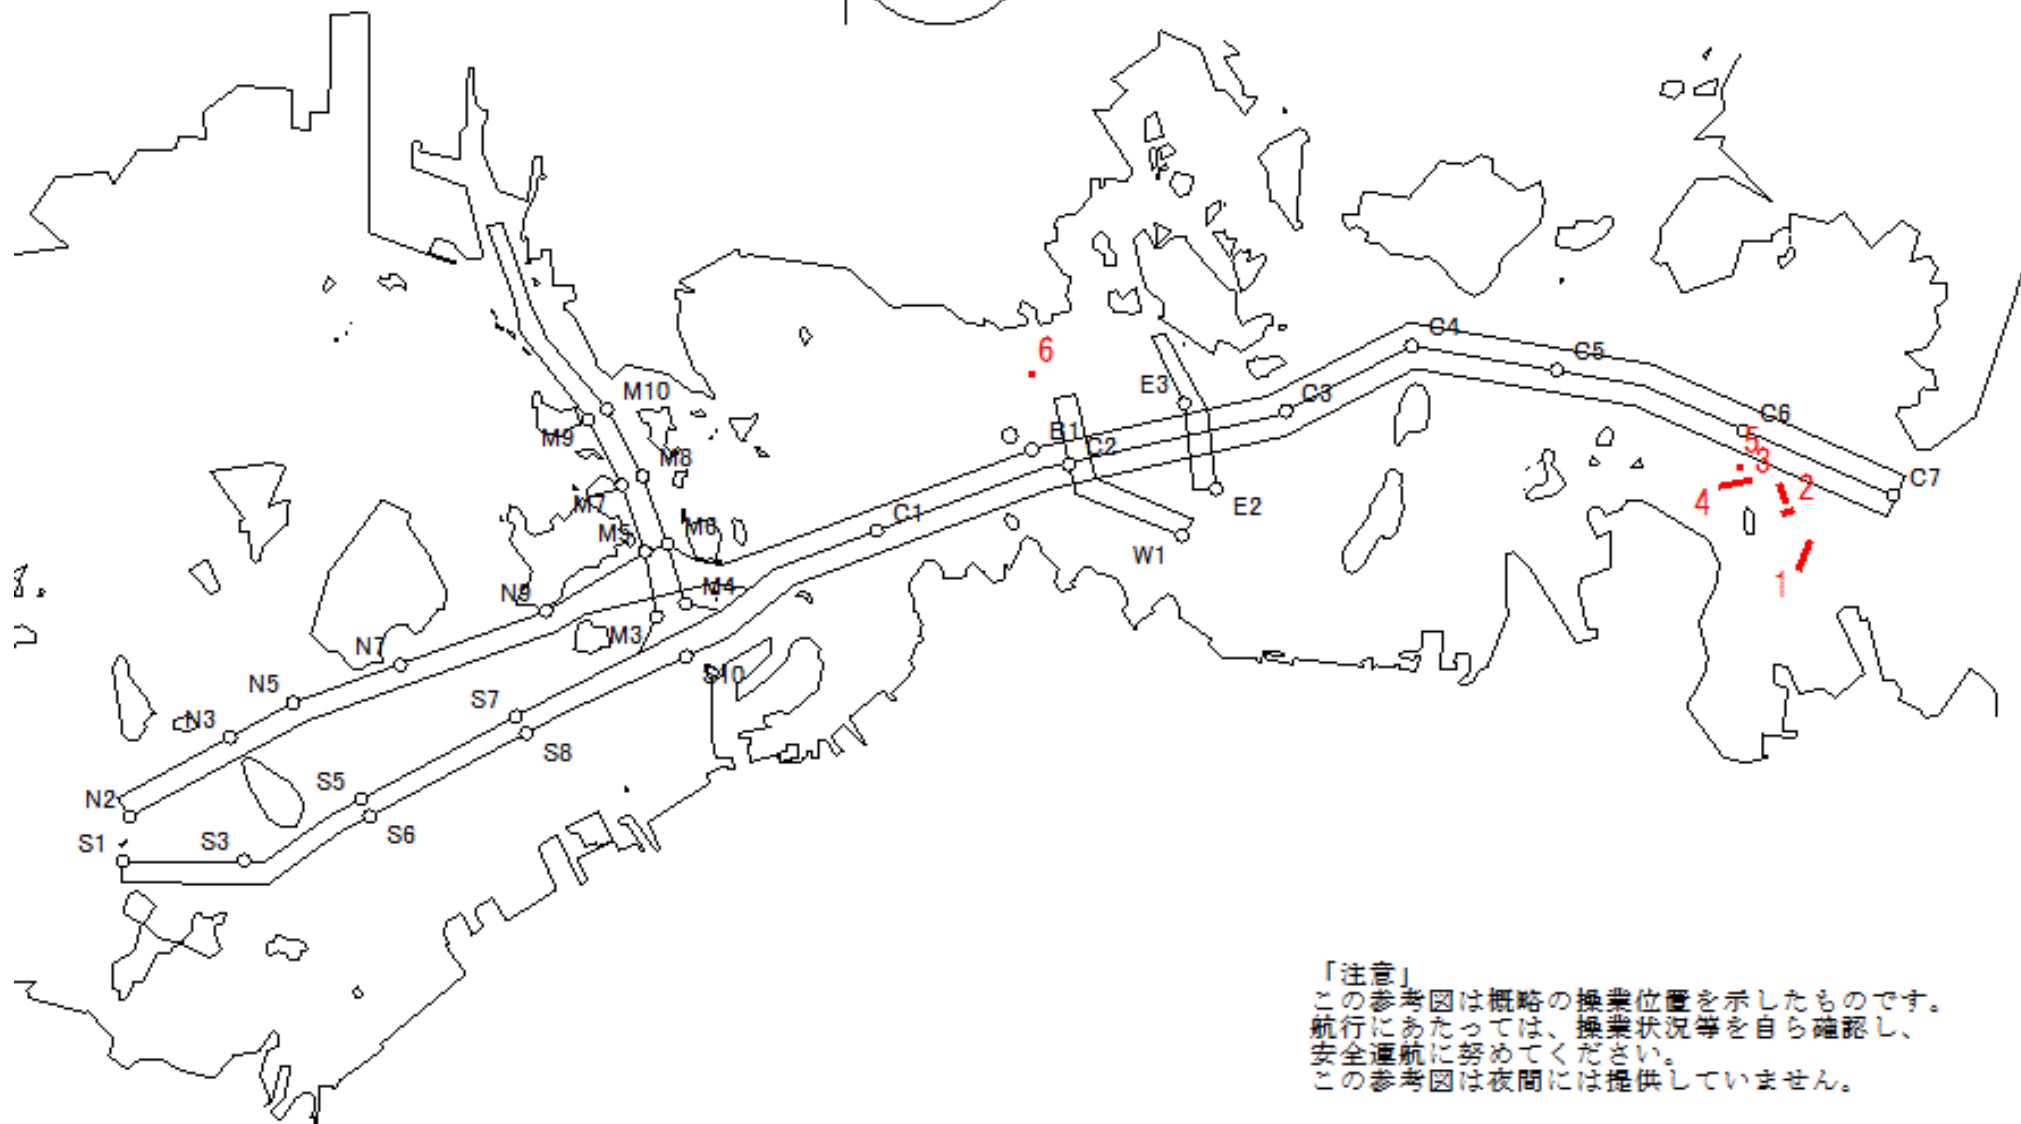 C4
6
C5
M10
E3
C3
C6
M9
B1
C2
5
M8
3
2
C7
4
M7
E2
C1
M5
M6
W1
1
N9
M4
M3
N7
S10
N5
S7
N3
S8
S5
N2
S6
S1
S3
「注意」
この参考図は概略の操業位置を示したものです。
航行にあたっては、操業状況等を自ら確認し、
安全運航に努めてください。
この参考図は夜間には提供していません。